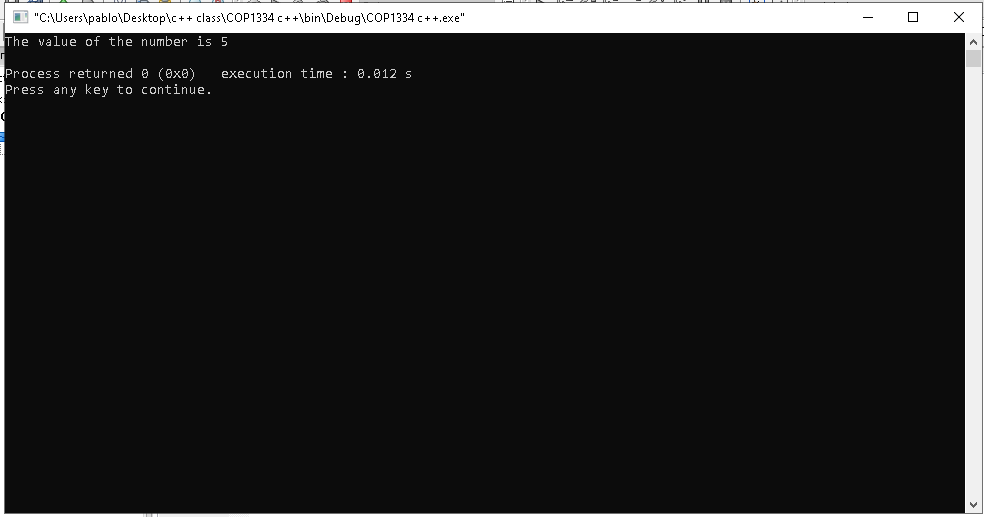 "C:\Users\pablo\Desktop\c++ class\COP1334 c++\bin\Debug\COP1334 c++.exe"
The value of the number is 5
Process returned 0 (0x0)   execution time : 0.012 s
Press any key to continue.